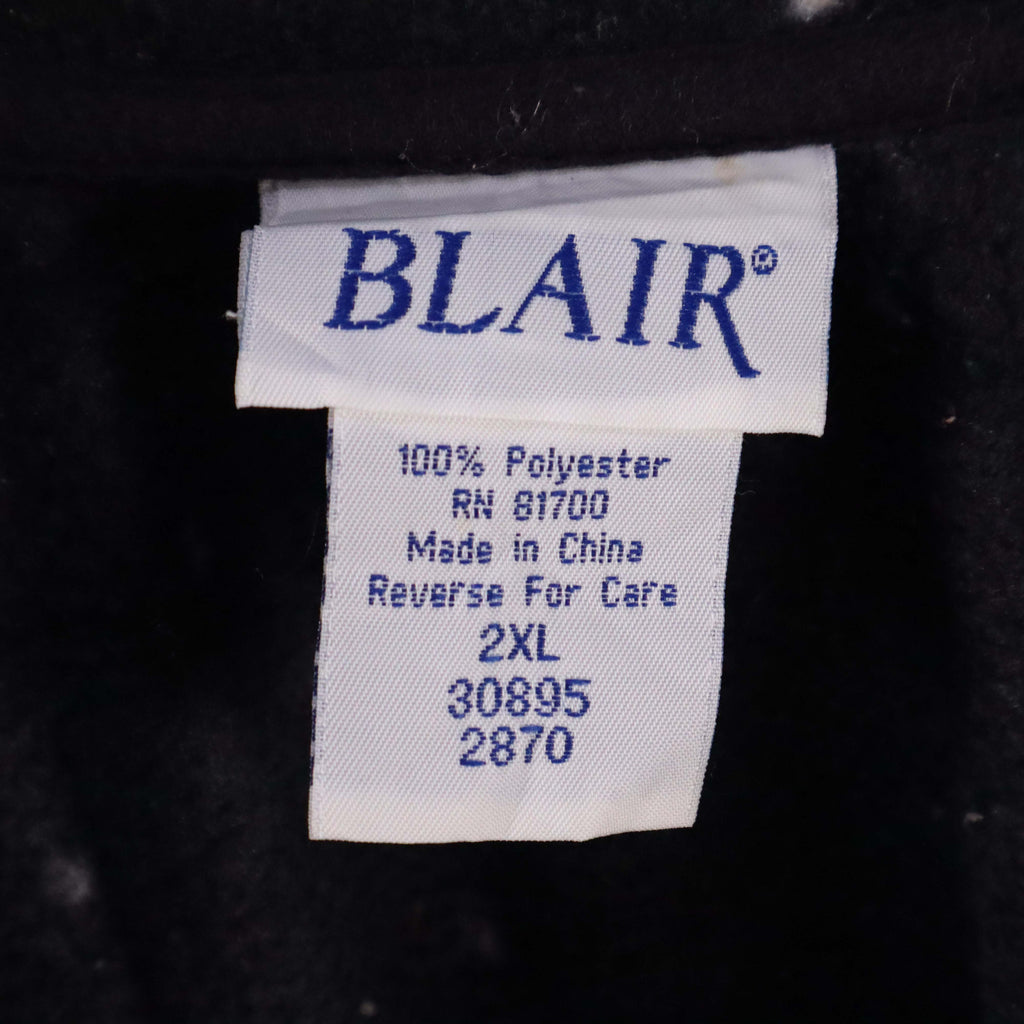 BLAIR®
100% Polyester
RN 81700
Made in China
Reverse For Care
2XL
30895
2870